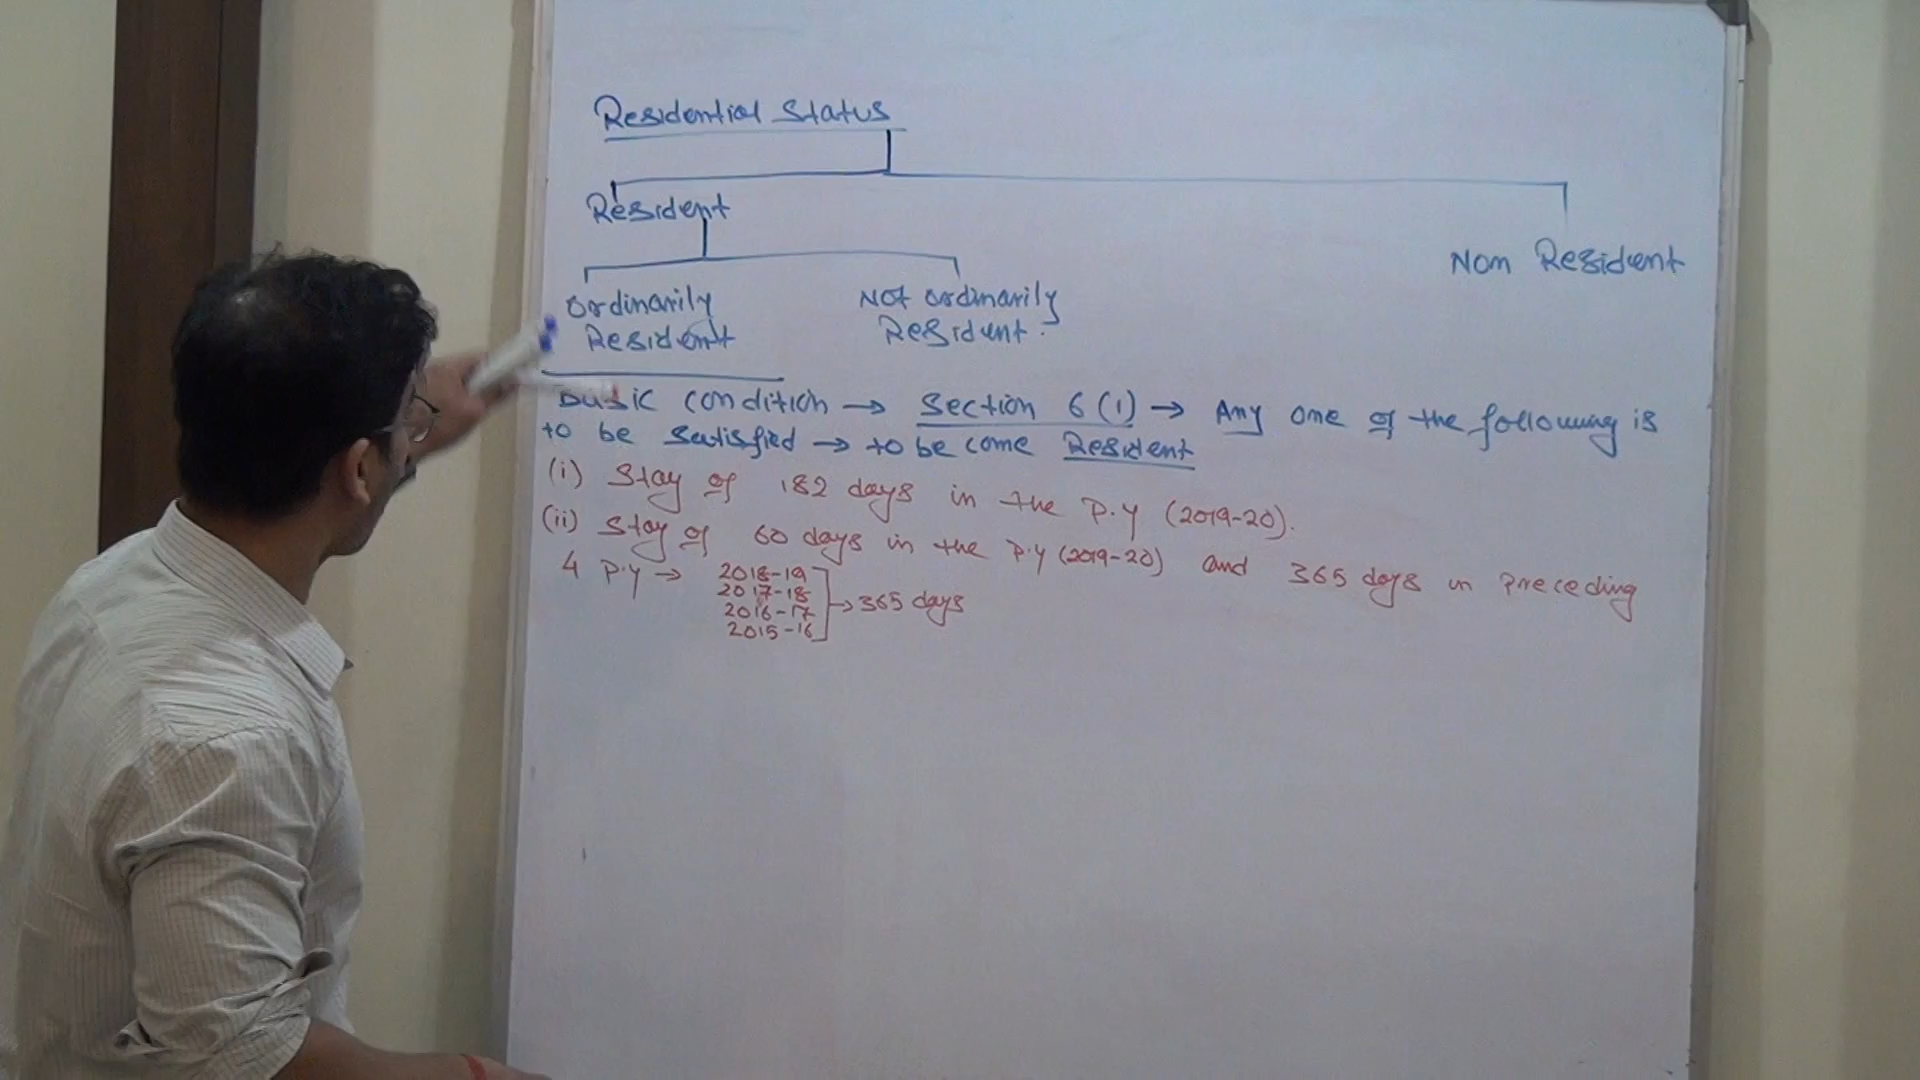 Residential Status
Resident
Non Resident
Ordinarily Resident
Not ordinarily Resident.
Basic condition → Section 6 (1) → Any one of the following is
to be satisfied → to be come Resident
(i) Stay of 182 days in the P.Y (2019-20).
(ii) Stay of 60 days in the P.Y (2019-20) and 365 days in preceding
4 P.Y → 2018-19
2017-18
2016-17 → 365 days
2015-16